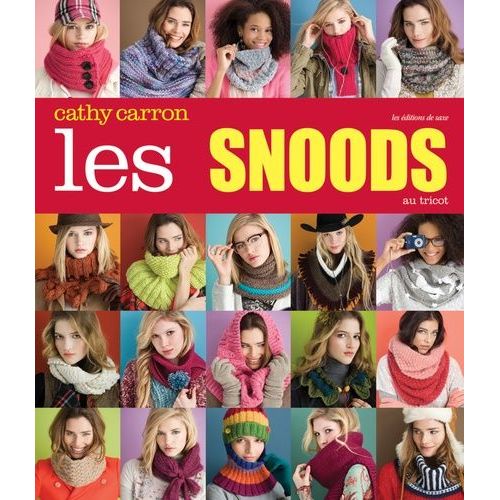 cathy carron
les éditions de saxe
les SNOODS
au tricot